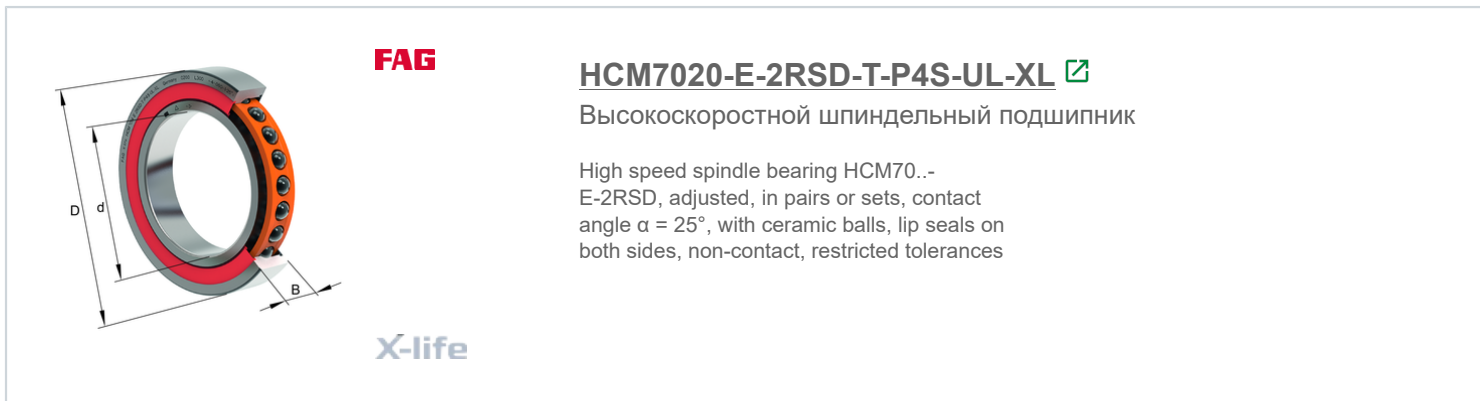 FAG
HCM7020-E-2RSD-T-P4S-UL-XL
Высокоскоростной шпиндельный подшипник
High speed spindle bearing HCM70..-
E-2RSD, adjusted, in pairs or sets, contact
angle α = 25°, with ceramic balls, lip seals on
both sides, non-contact, restricted tolerances
D
d
B
X-life